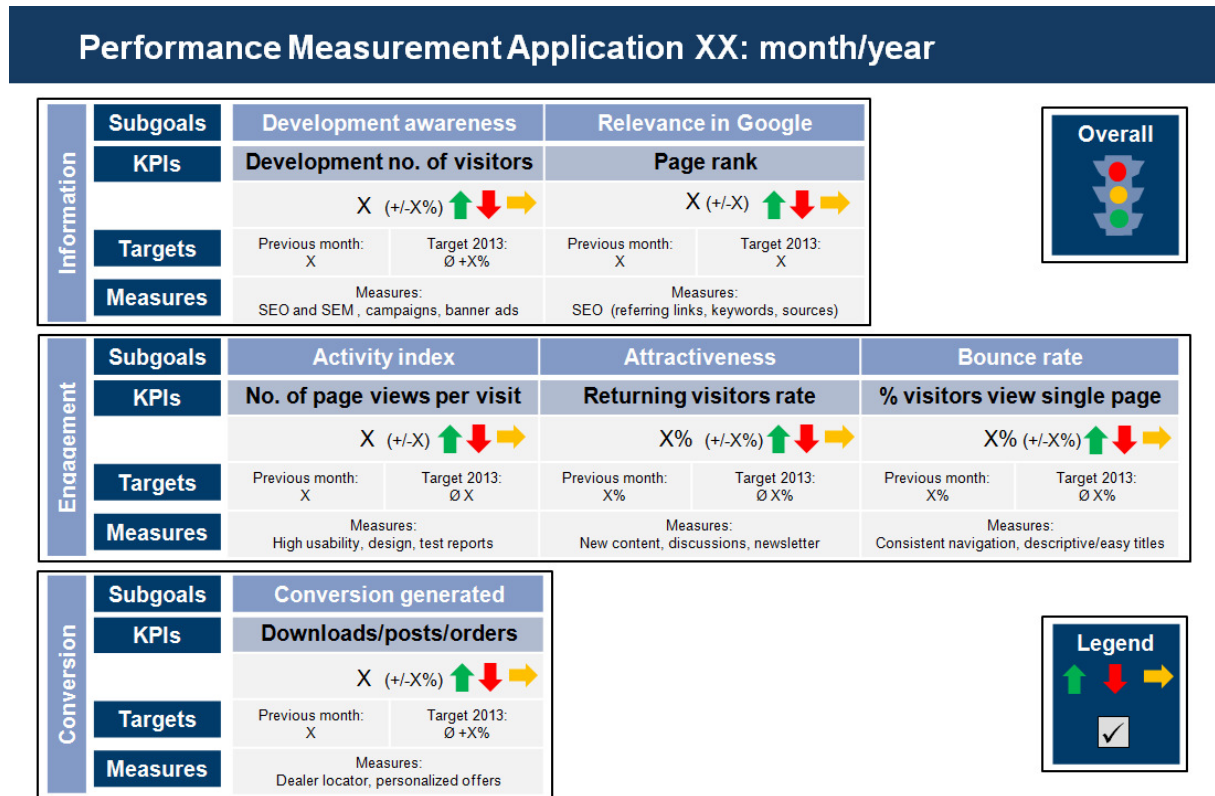 Performance Measurement Application XX: month/year
Information
Subgoals
Development awareness
Relevance in Google
KPIs
Development no. of visitors
Page rank
X (+/-X%)
X (+/-X)
Targets
Previous month:
X
Target 2013:
Ø +X%
Previous month:
X
Target 2013:
X
Measures
Measures:
SEO and SEM , campaigns, banner ads
Measures:
SEO (referring links, keywords, sources)
Overall
Engagement
Subgoals
Activity index
Attractiveness
Bounce rate
KPIs
No. of page views per visit
Returning visitors rate
% visitors view single page
X (+/-X)
X% (+/-X%)
X% (+/-X%)
Targets
Previous month:
X
Target 2013:
Ø X
Previous month:
X%
Target 2013:
Ø X%
Previous month:
X%
Target 2013:
Ø X%
Measures
Measures:
High usability, design, test reports
Measures:
New content, discussions, newsletter
Measures:
Consistent navigation, descriptive/easy titles
Conversion
Subgoals
Conversion generated
KPIs
Downloads/posts/orders
X (+/-X%)
Targets
Previous month:
X
Target 2013:
Ø +X%
Measures
Measures:
Dealer locator, personalized offers
Legend